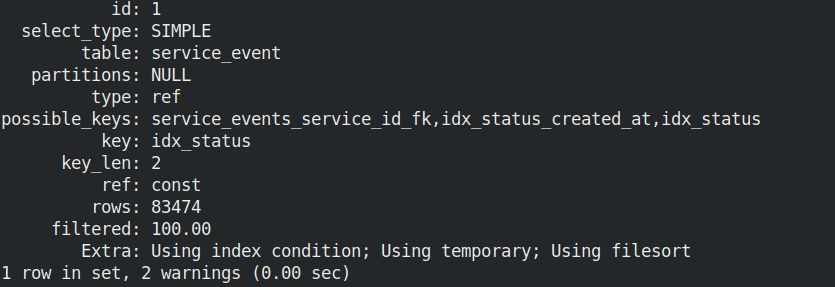 id: 1
select_type: SIMPLE
table: service_event
partitions: NULL
type: ref
possible_keys: service_events_service_id_fk,idx_status_created_at,idx_status
key: idx_status
key_len: 2
ref: const
rows: 83474
filtered: 100.00
Extra: Using index condition; Using temporary; Using filesort
1 row in set, 2 warnings (0.00 sec)